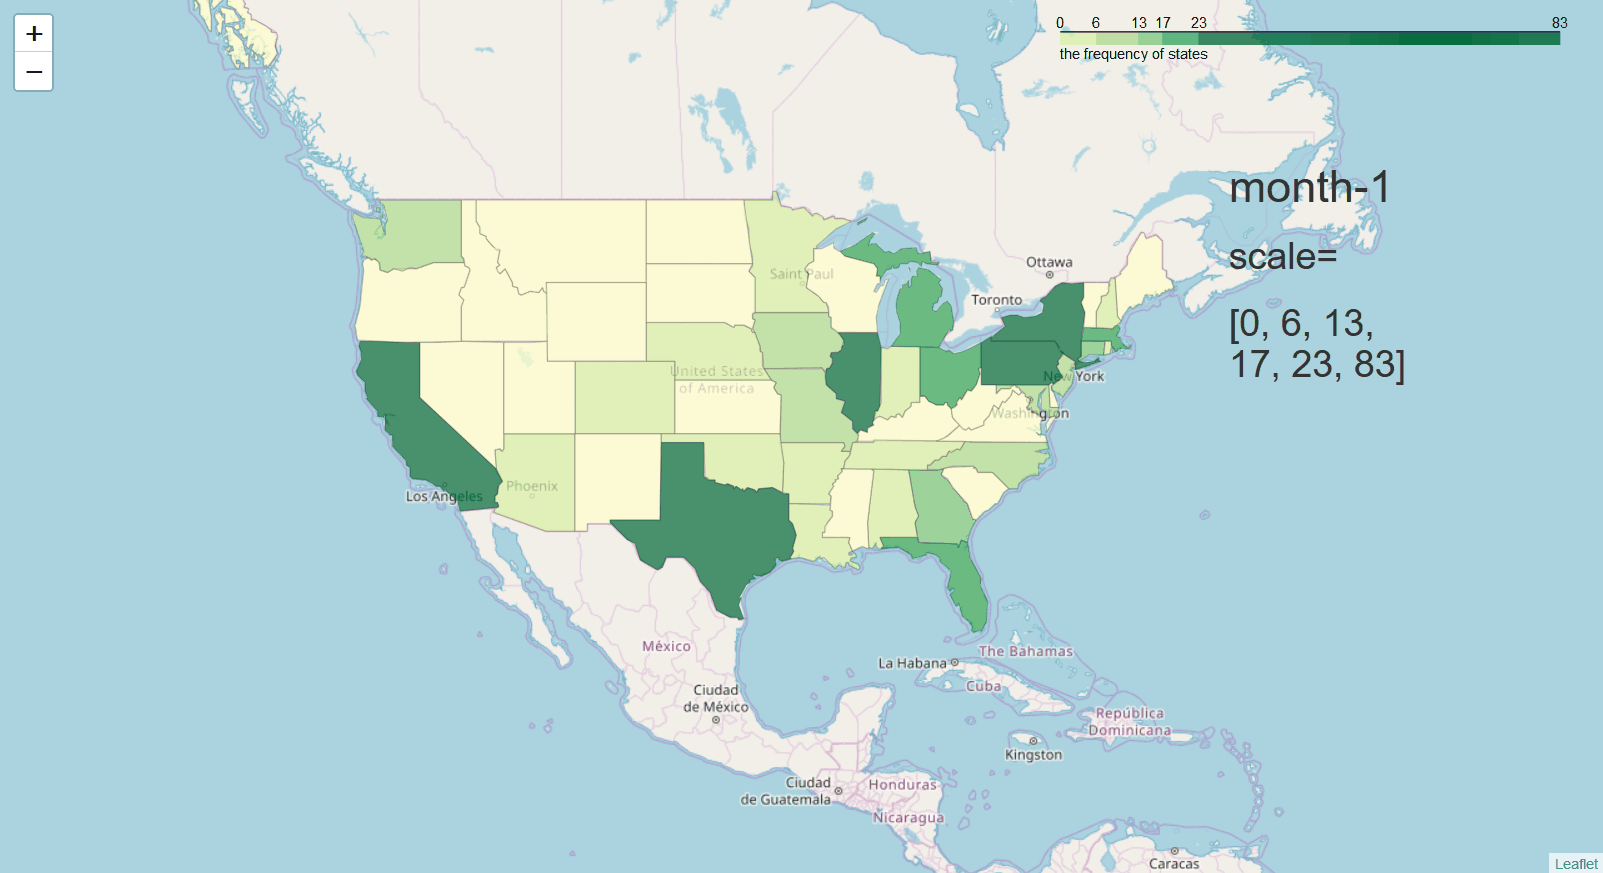 +
−
0 6 13 17 23 83
the frequency of states
month-1
scale=
[0, 6, 13,
17, 23, 83]
Ottawa
Toronto
Saint Paul
United States
of America
New York
Washington
Los Angeles
Phoenix
México
La Habana
The Bahamas
Cuba
Ciudad
de México
República
Dominicana
Kingston
Ciudad
de Guatemala
Honduras
Nicaragua
Caracas
Leaflet